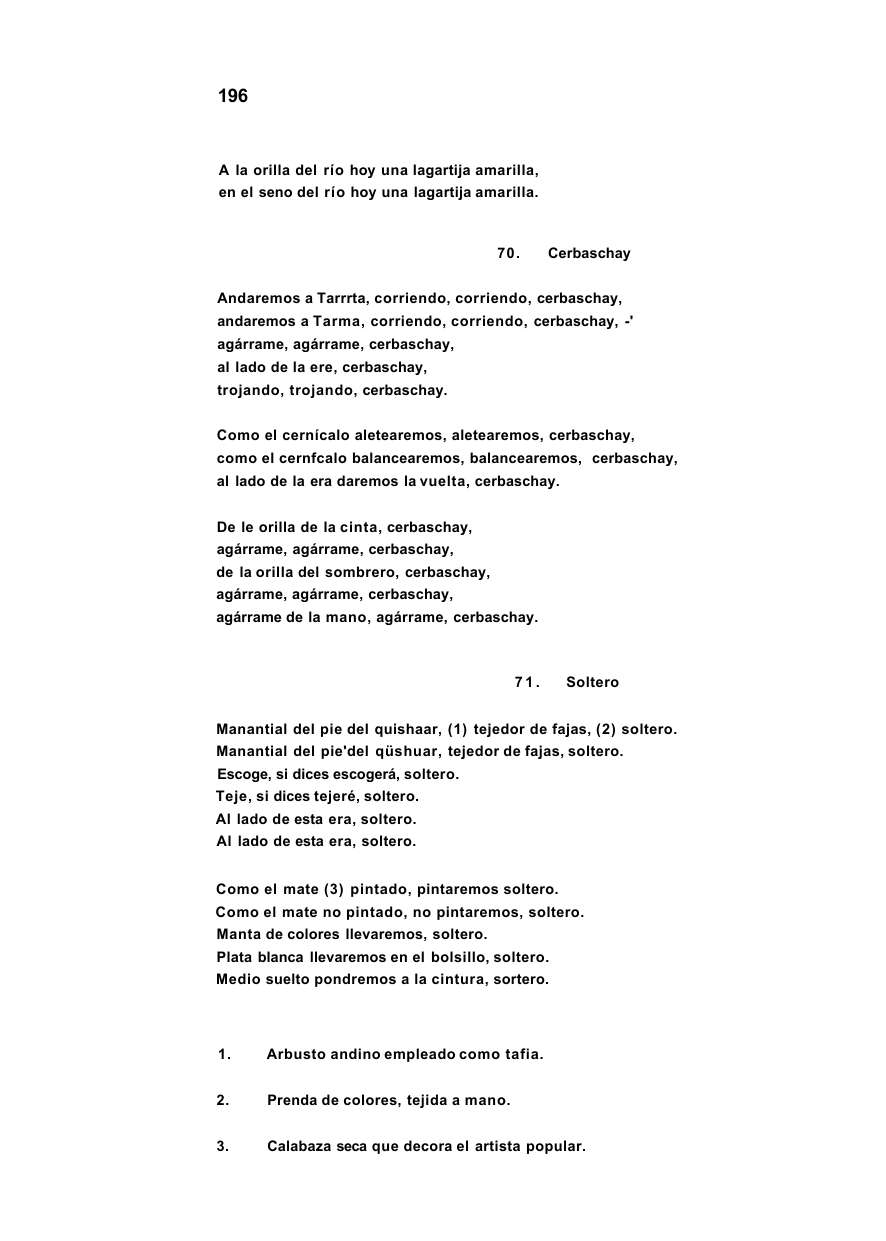 196
A la orilla del río hoy una lagartija amarilla,
en el seno del río hoy una lagartija amarilla.
70. Cerbaschay
Andaremos a Tarrrta, corriendo, corriendo, cerbaschay,
andaremos a Tarma, corriendo, corriendo, cerbaschay, -'
agárrame, agárrame, cerbaschay,
al lado de la ere, cerbaschay,
trojando, trojando, cerbaschay.
Como el cernícalo aletearemos, aletearemos, cerbaschay,
como el cernfcalo balancearemos, balancearemos, cerbaschay,
al lado de la era daremos la vuelta, cerbaschay.
De le orilla de la cinta, cerbaschay,
agárrame, agárrame, cerbaschay,
de la orilla del sombrero, cerbaschay,
agárrame, agárrame, cerbaschay,
agárrame de la mano, agárrame, cerbaschay.
71. Soltero
Manantial del pie del quishaar, (1) tejedor de fajas, (2) soltero.
Manantial del pie'del qüshuar, tejedor de fajas, soltero.
Escoge, si dices escogerá, soltero.
Teje, si dices tejeré, soltero.
Al lado de esta era, soltero.
Al lado de esta era, soltero.
Como el mate (3) pintado, pintaremos soltero.
Como el mate no pintado, no pintaremos, soltero.
Manta de colores llevaremos, soltero.
Plata blanca llevaremos en el bolsillo, soltero.
Medio suelto pondremos a la cintura, sortero.
1. Arbusto andino empleado como tafia.
2. Prenda de colores, tejida a mano.
3. Calabaza seca que decora el artista popular.